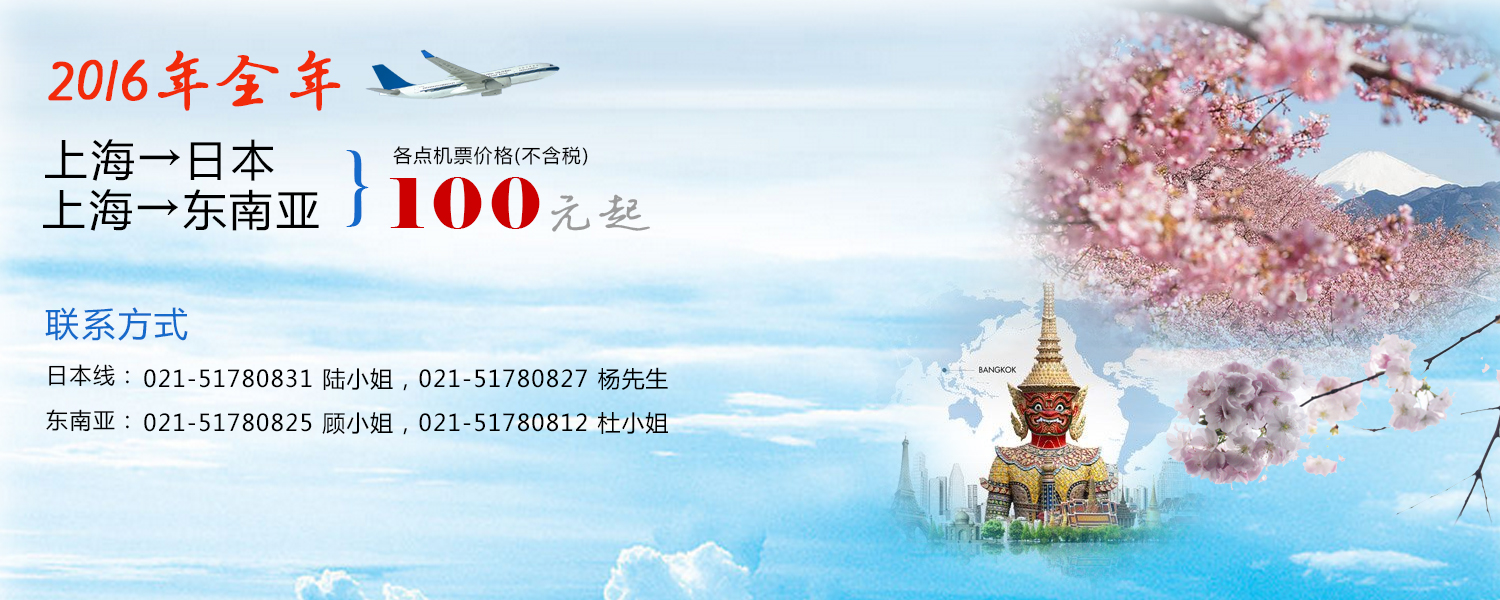 2016年全年
上海→日本
上海→东南亚
各点机票价格(不含税)
100元起
联系方式
日本线：021-51780831 陆小姐，021-51780827 杨先生
东南亚：021-51780825 顾小姐，021-51780812 杜小姐
BANGKOK